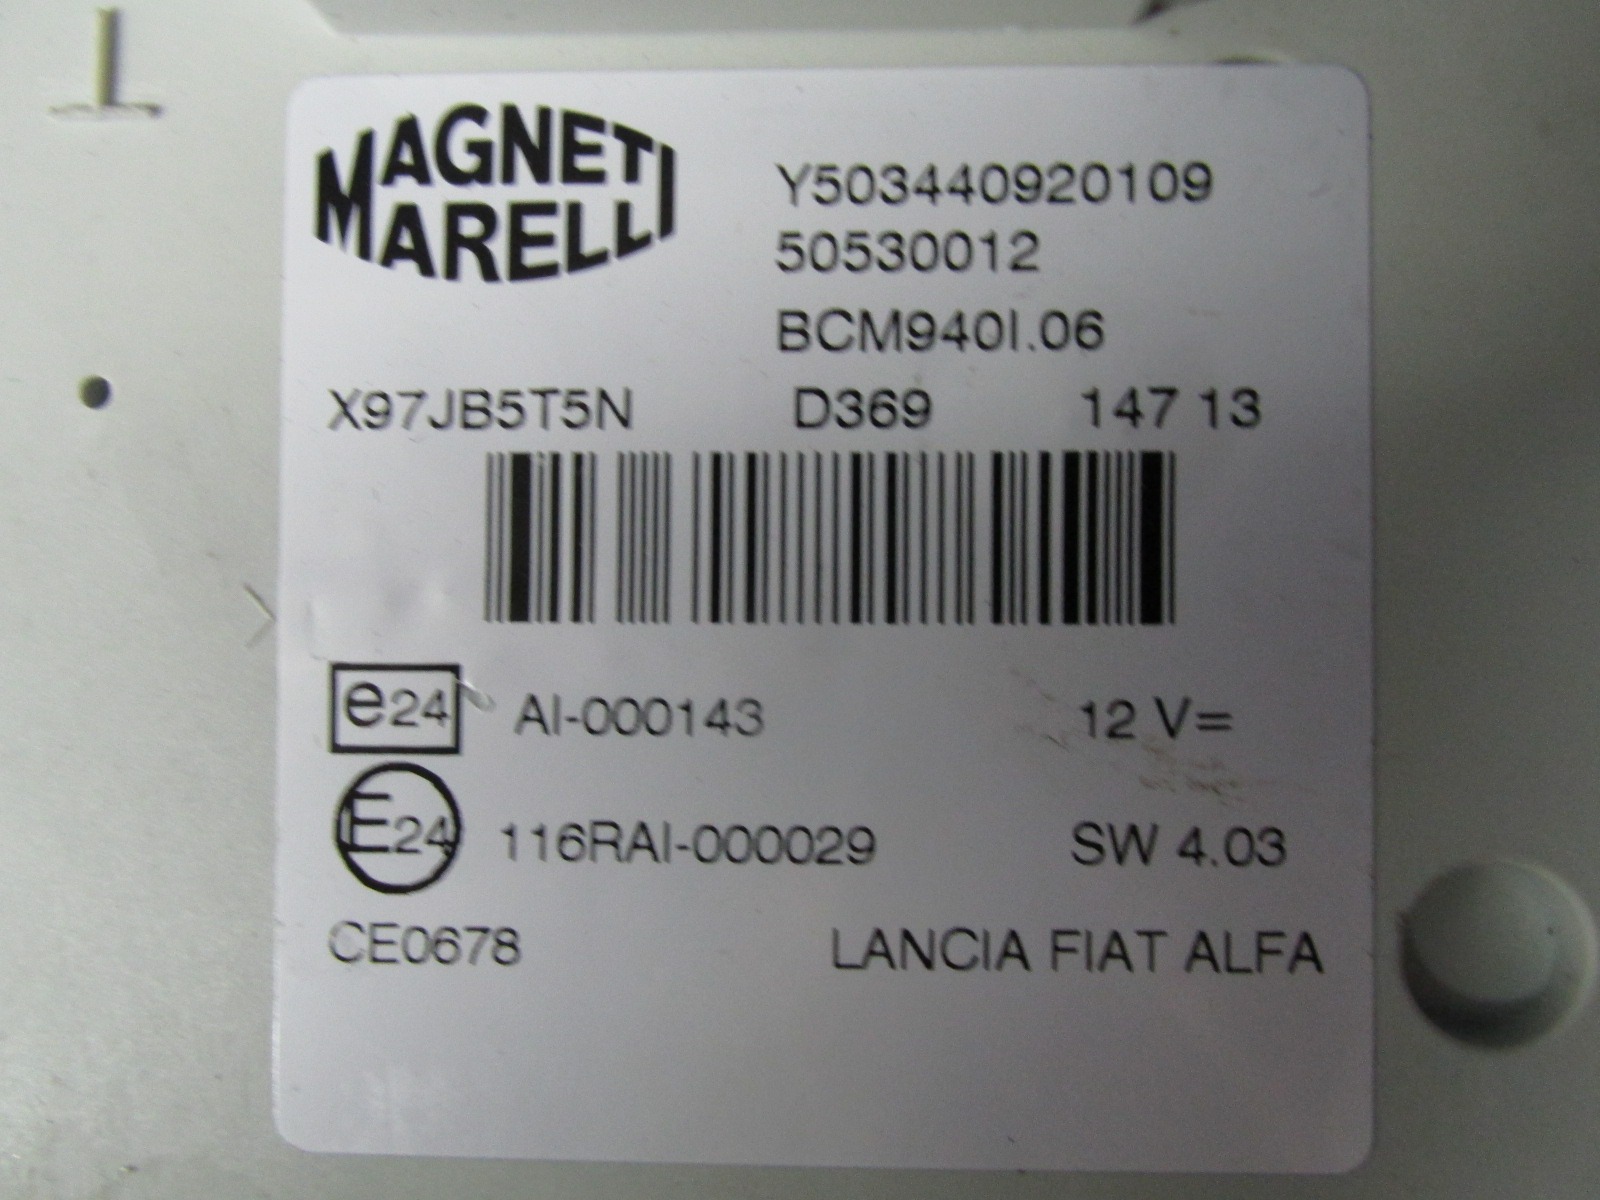 MAGNETI
MARELLI
Y503440920109
50530012
BCM940I.06
X97JB5T5N D369 147 13
e24 AI-000143 12 V=
E24 116RAI-000029 SW 4.03
CE0678 LANCIA FIAT ALFA